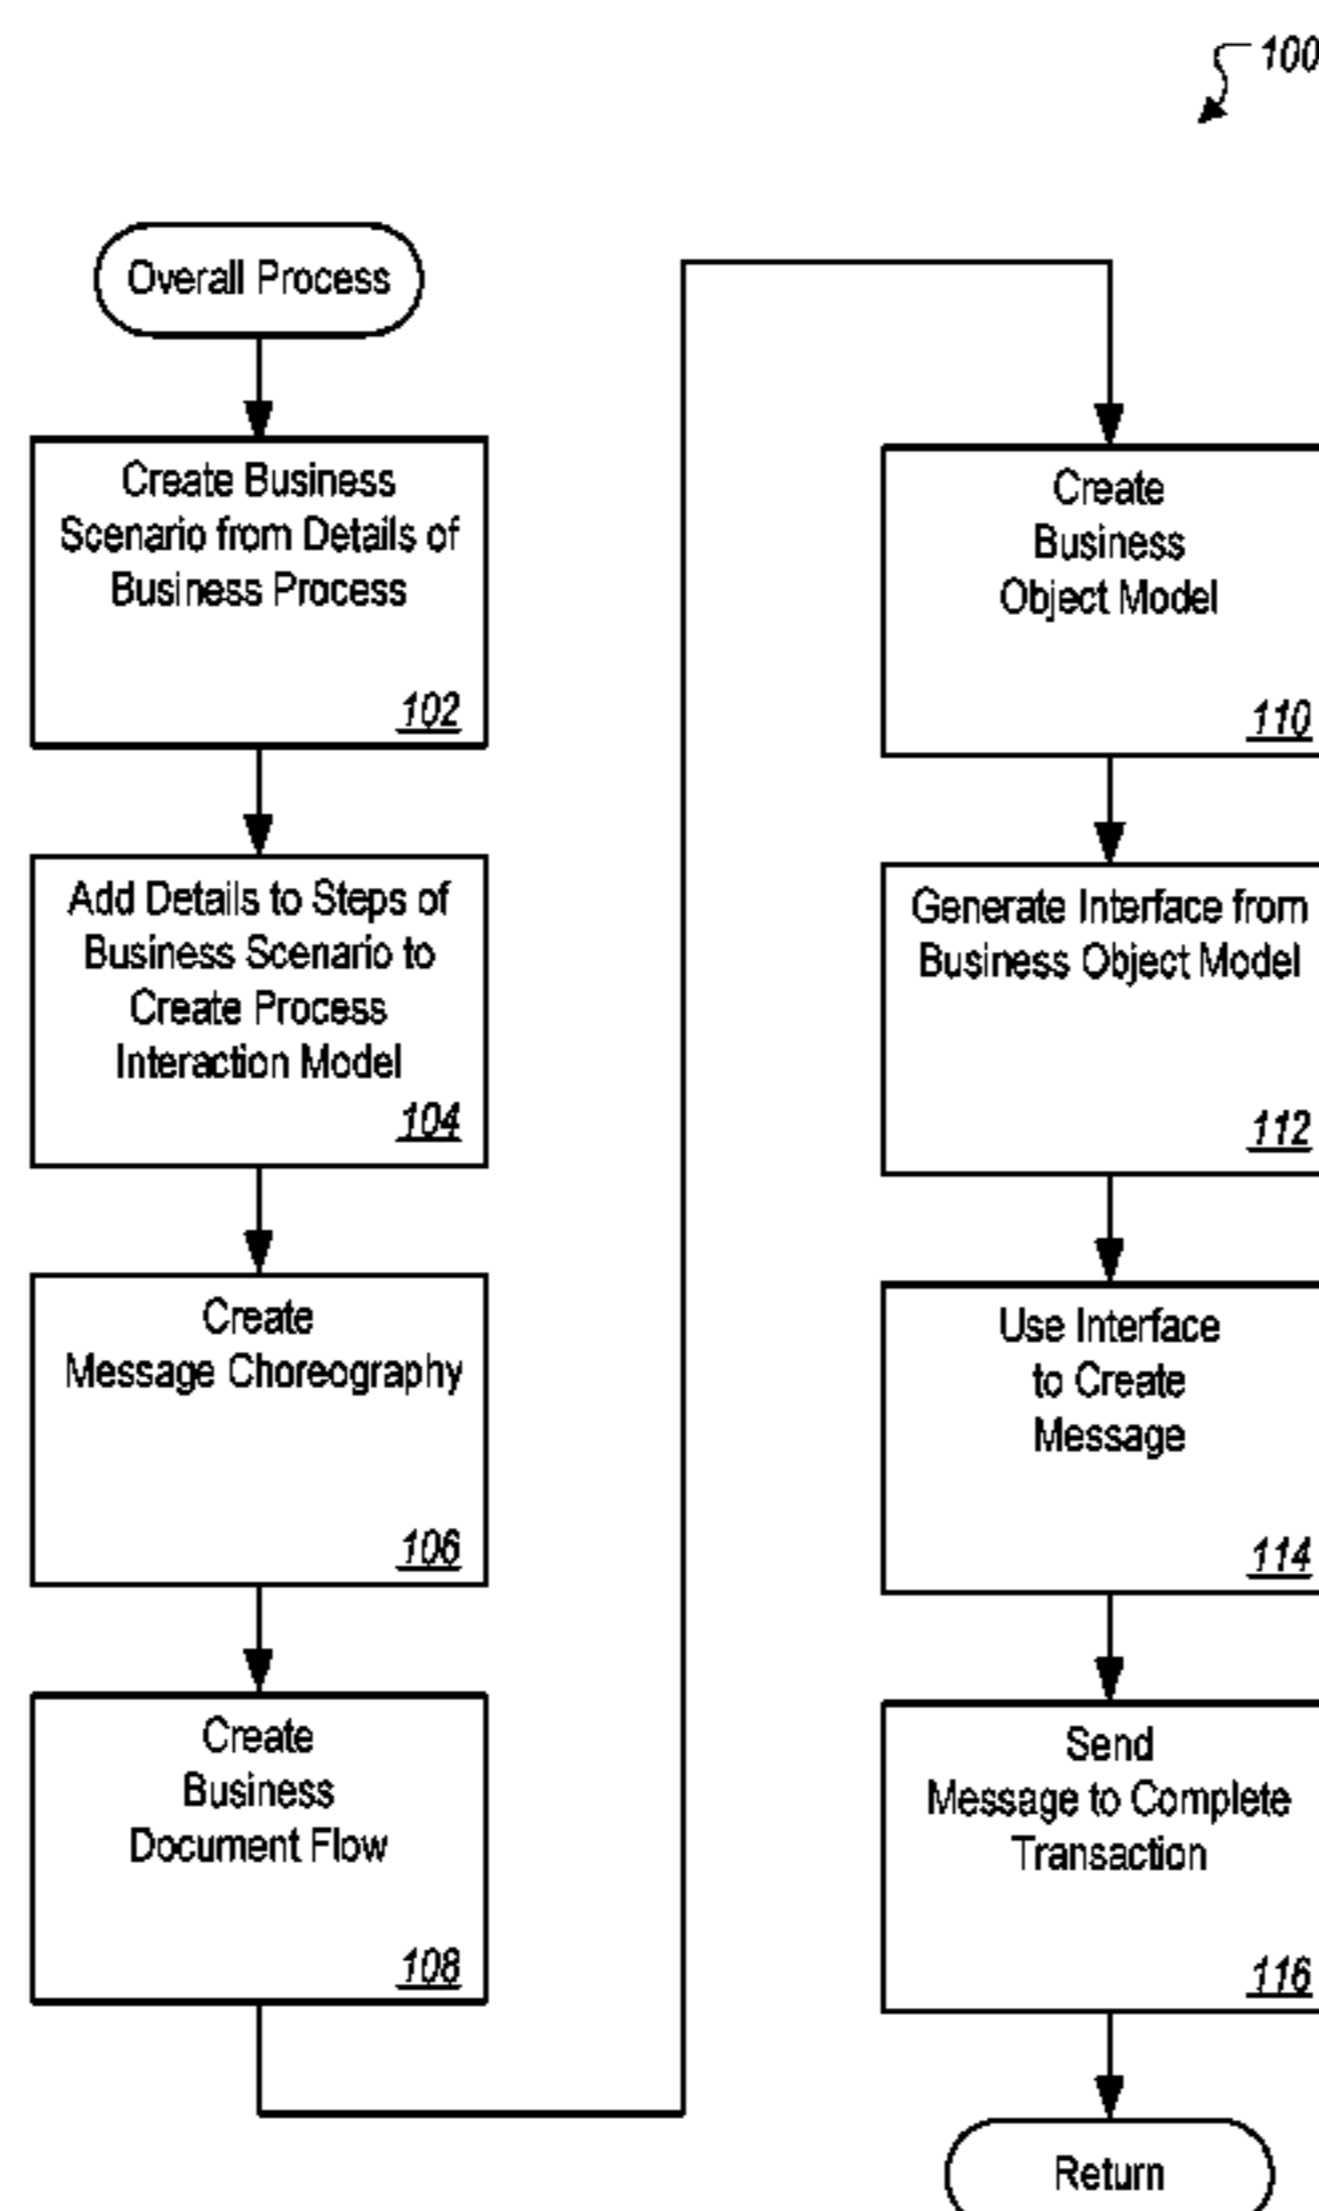 100
Overall Process
Create Business
Scenario from Details of
Business Process
102
Add Details to Steps of
Business Scenario to
Create Process
Interaction Model
104
Create
Message Choreography
106
Create
Business
Document Flow
108
Create
Business
Object Model
110
Generate Interface from
Business Object Model
112
Use Interface
to Create
Message
114
Send
Message to Complete
Transaction
116
Return